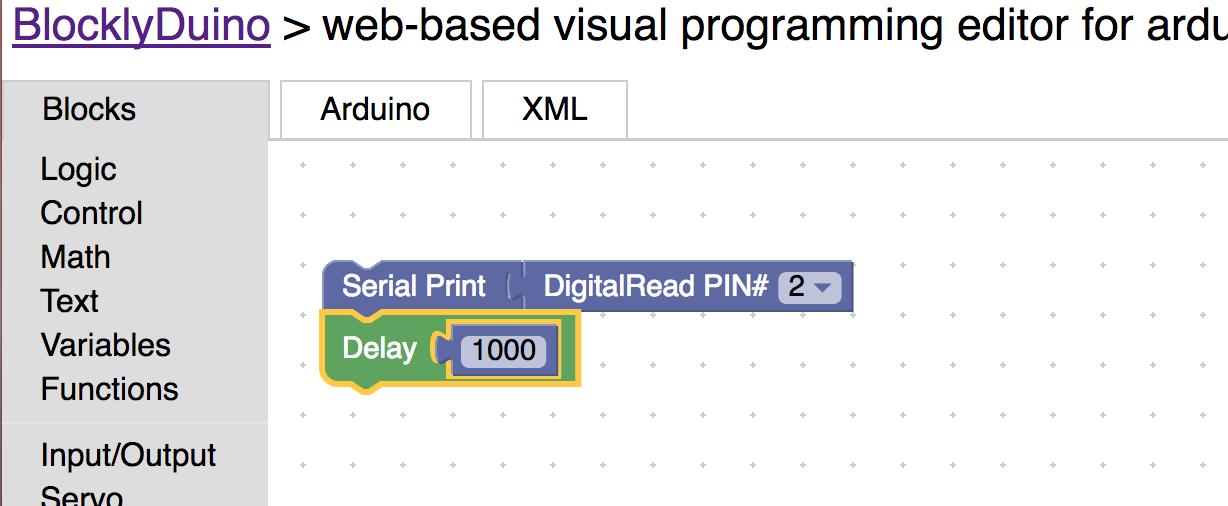 BlocklyDuino > web-based visual programming editor for ardu
Blocks Arduino XML
Logic
Control
Math
Text
Variables
Functions
Input/Output
Servo
Serial Print DigitalRead PIN# 2
Delay 1000